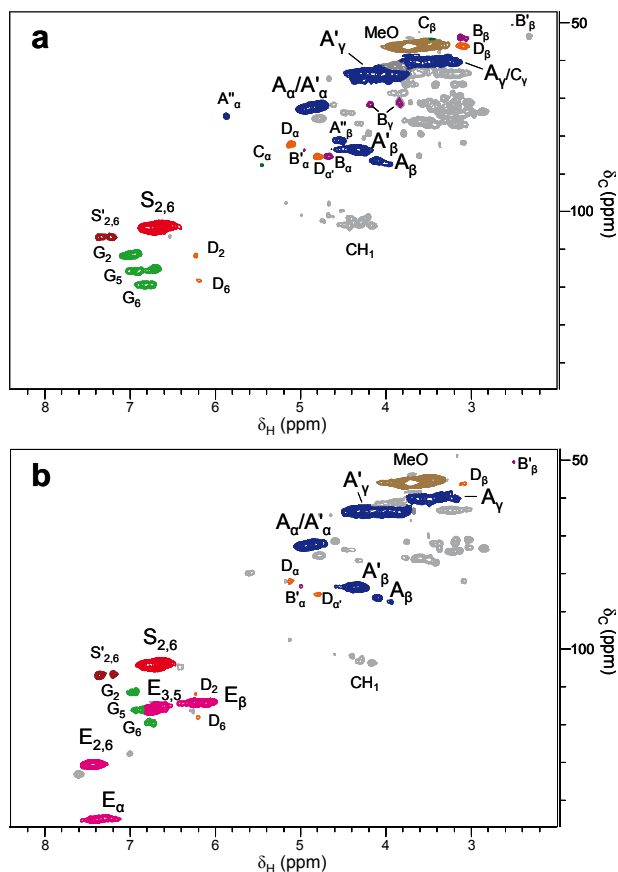 a
MeO
Cβ
Bβ
B'β
Dβ
A'γ
Aγ/Cγ
Aα/A'α
Bγ
A"α
A"β
A'β
Dα
B'α
Dα'
Bα
Aβ
Cα
S'2,6
S2,6
G2
G5
G6
D2
D6
CH1
50
100
δC (ppm)
8 7 6 5 4 3
δH (ppm)
b
MeO
Dβ
B'β
A'γ
Aγ
Aα/A'α
Dα
B'α
Dα'
A'β
Aβ
S'2,6
S2,6
G2
E3,5
D2
Eβ
G5
G6
D6
E2,6
Eα
CH1
50
100
δC (ppm)
8 7 6 5 4 3
δH (ppm)